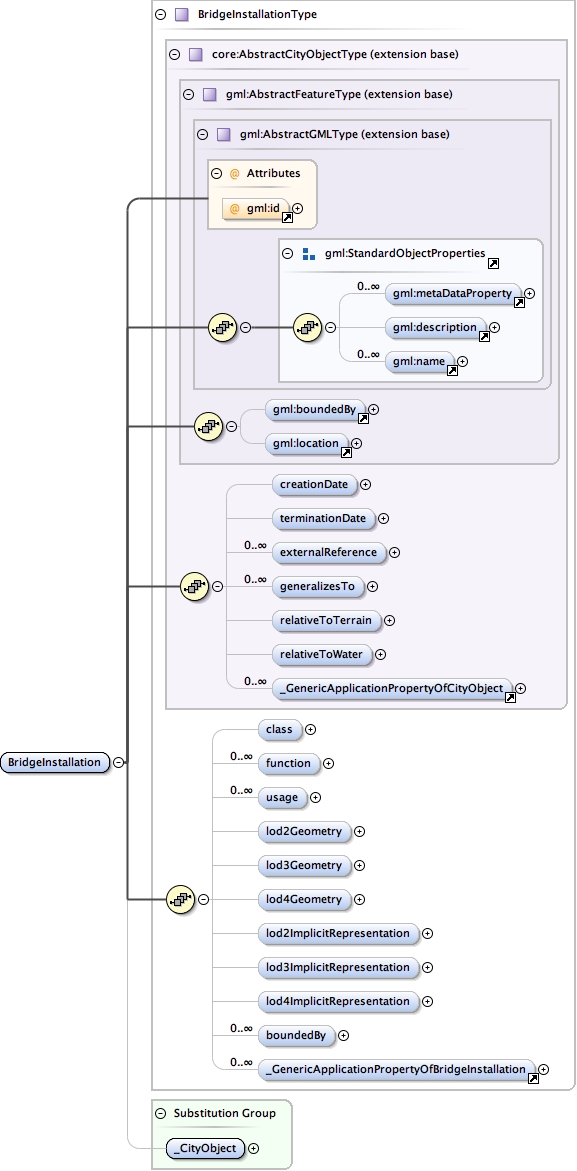 BridgeInstallationType
core:AbstractCityObjectType (extension base)
gml:AbstractFeatureType (extension base)
gml:AbstractGMLType (extension base)
@ Attributes
@ gml:id
gml:StandardObjectProperties
0..∞
gml:metaDataProperty
gml:description
0..∞
gml:name
gml:boundedBy
gml:location
creationDate
terminationDate
0..∞
externalReference
0..∞
generalizesTo
relativeToTerrain
relativeToWater
0..∞
_GenericApplicationPropertyOfCityObject
class
BridgeInstallation
0..∞
function
0..∞
usage
lod2Geometry
lod3Geometry
lod4Geometry
lod2ImplicitRepresentation
lod3ImplicitRepresentation
lod4ImplicitRepresentation
0..∞
boundedBy
0..∞
_GenericApplicationPropertyOfBridgeInstallation
Substitution Group
_CityObject